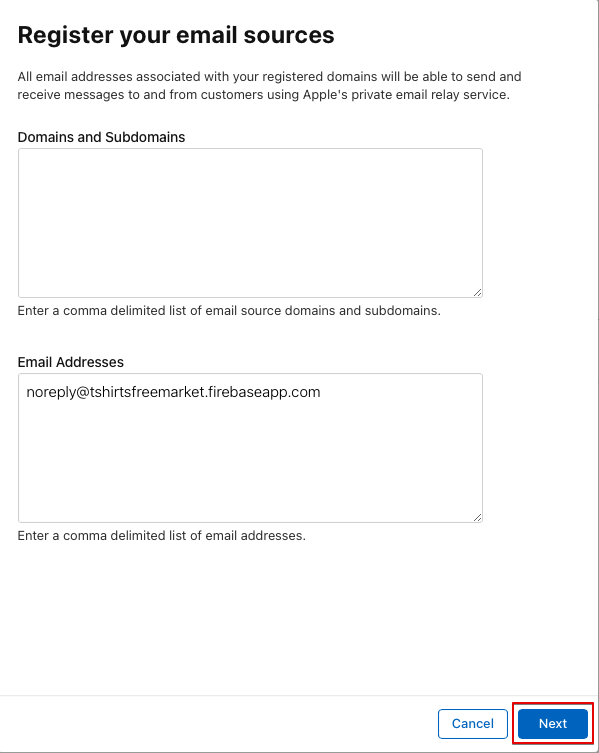 Register your email sources
All email addresses associated with your registered domains will be able to send and
receive messages to and from customers using Apple's private email relay service.
Domains and Subdomains
Enter a comma delimited list of email source domains and subdomains.
Email Addresses
noreply@tshirtsfreemarket.firebaseapp.com
Enter a comma delimited list of email addresses.
Cancel
Next